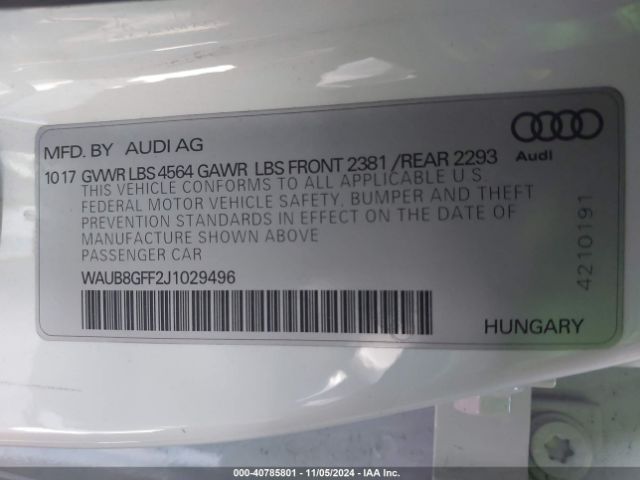 MFD. BY AUDI AG
10 17 GVWR LBS 4564 GAWR LBS FRONT 2381 /REAR 2293
THIS VEHICLE CONFORMS TO ALL APPLICABLE U.S.
FEDERAL MOTOR VEHICLE SAFETY, BUMPER AND THEFT
PREVENTION STANDARDS IN EFFECT ON THE DATE OF
MANUFACTURE SHOWN ABOVE
PASSENGER CAR
WAUB8GFF2J1029496
Audi
4210191
HUNGARY
000-40785801 - 11/05/2024 - IAA Inc.